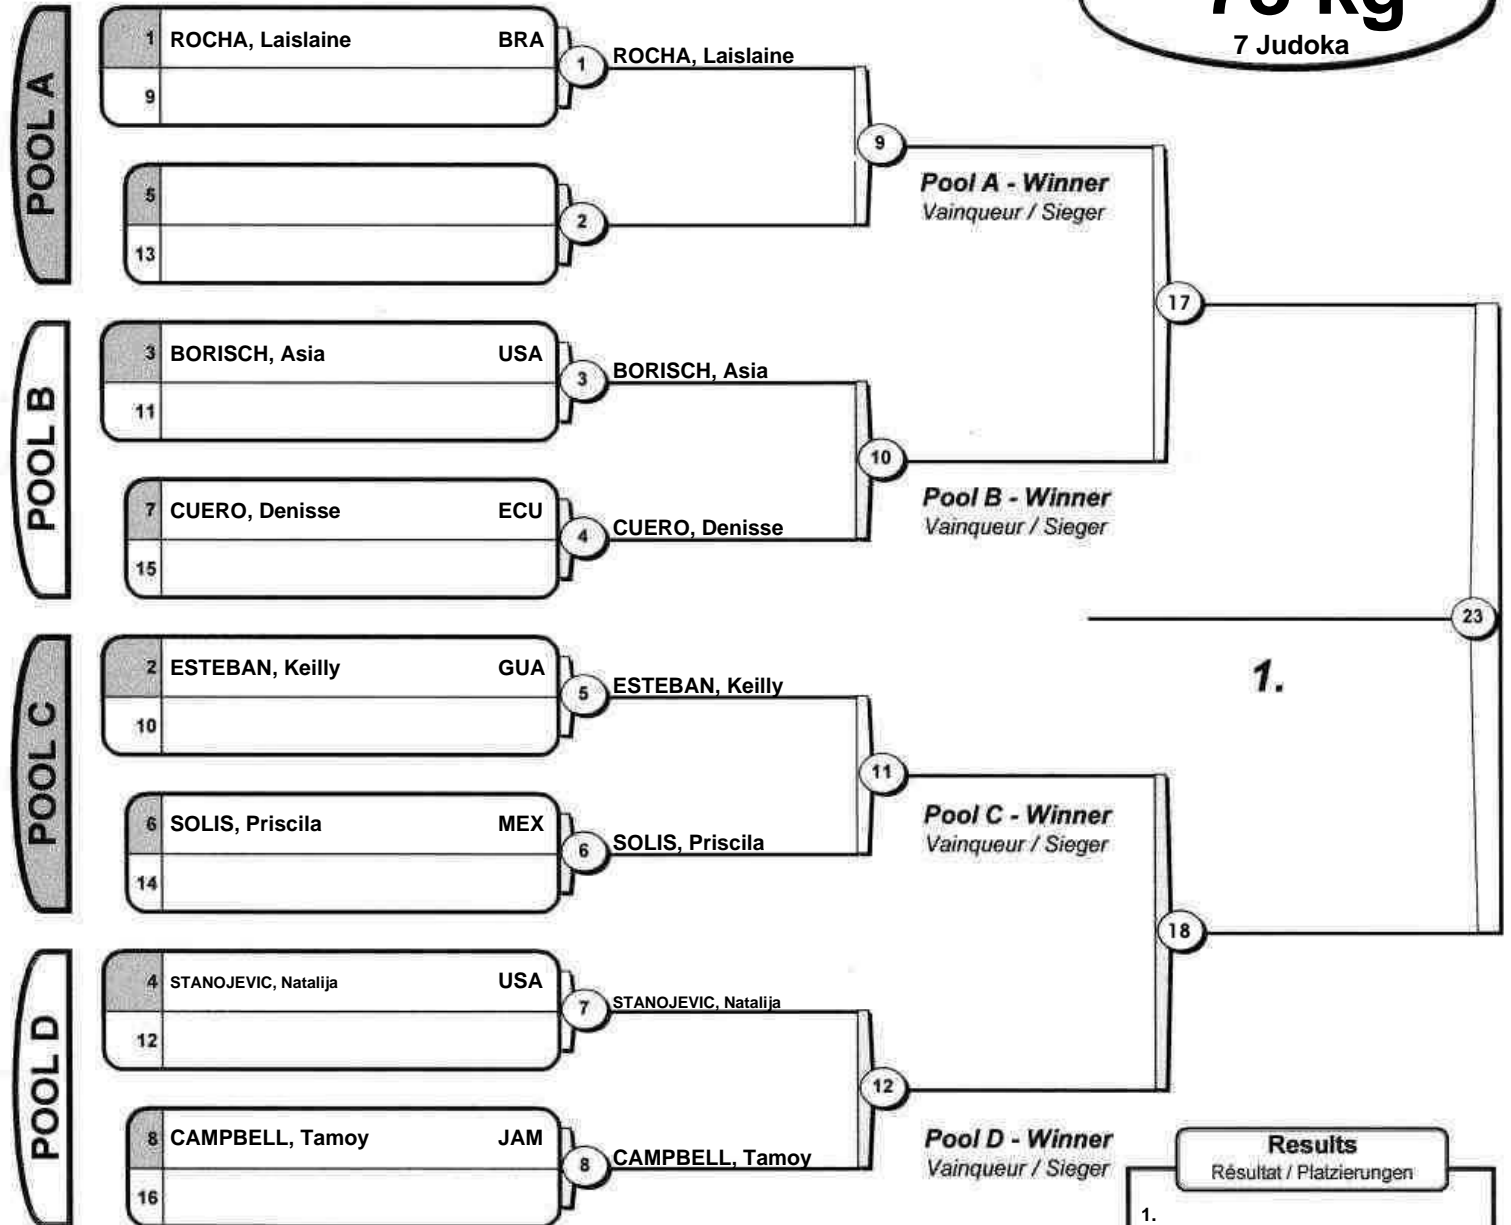 kg
7 Judoka
POOL A
1 ROCHA, Laislaine BRA
9
1 ROCHA, Laislaine
5
13
2
9
Pool A - Winner
Vainqueur / Sieger
POOL B
3 BORISCH, Asia USA
11
3 BORISCH, Asia
7 CUERO, Denisse ECU
15
4 CUERO, Denisse
10
Pool B - Winner
Vainqueur / Sieger
17
POOL C
2 ESTEBAN, Keilly GUA
10
5 ESTEBAN, Keilly
6 SOLIS, Priscila MEX
14
6 SOLIS, Priscila
11
Pool C - Winner
Vainqueur / Sieger
POOL D
4 STANOJEVIC, Natalija USA
12
7 STANOJEVIC, Natalija
8 CAMPBELL, Tamoy JAM
16
8 CAMPBELL, Tamoy
12
Pool D - Winner
Vainqueur / Sieger
18
23
1.
Results
Résultat / Platzierungen
1.